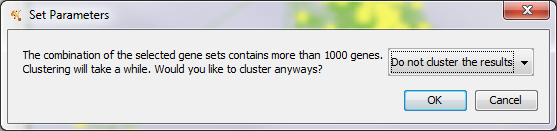 Set Parameters
The combination of the selected gene sets contains more than 1000 genes.
Clustering will take a while. Would you like to cluster anyways?
Do not cluster the results
OK
Cancel